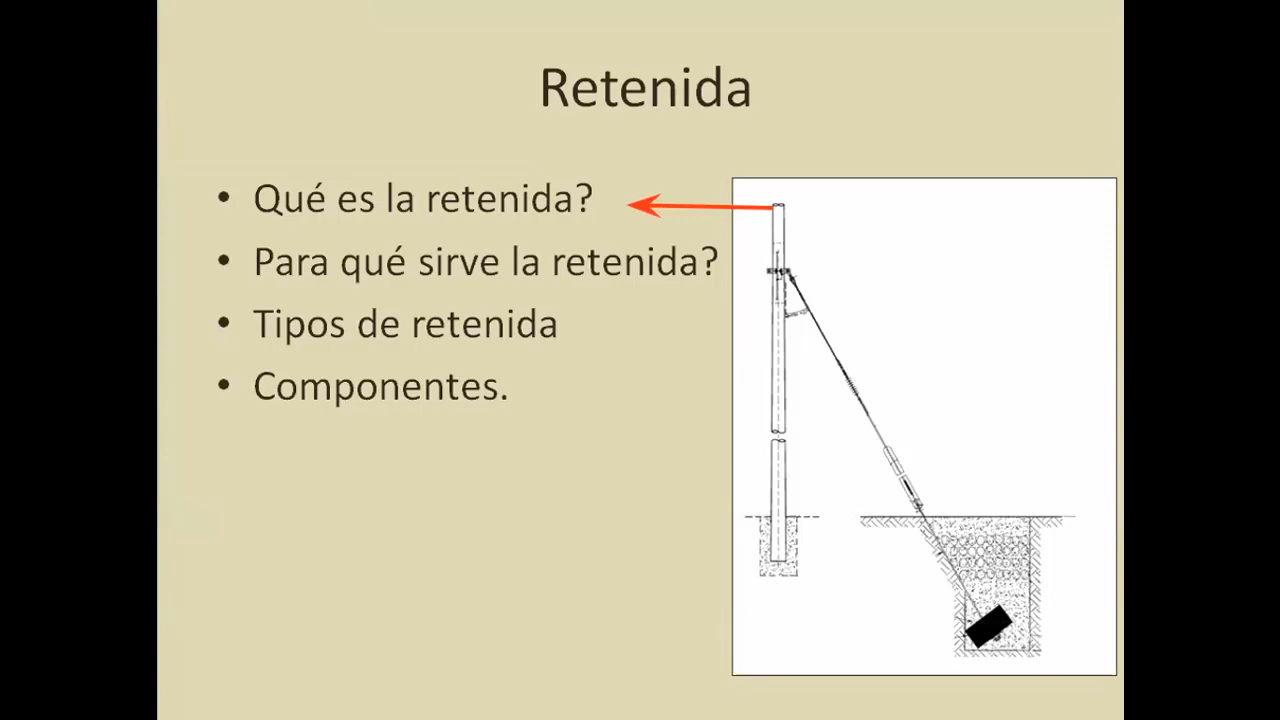 Retenida
• Qué es la retenida?
• Para qué sirve la retenida?
• Tipos de retenida
• Componentes.